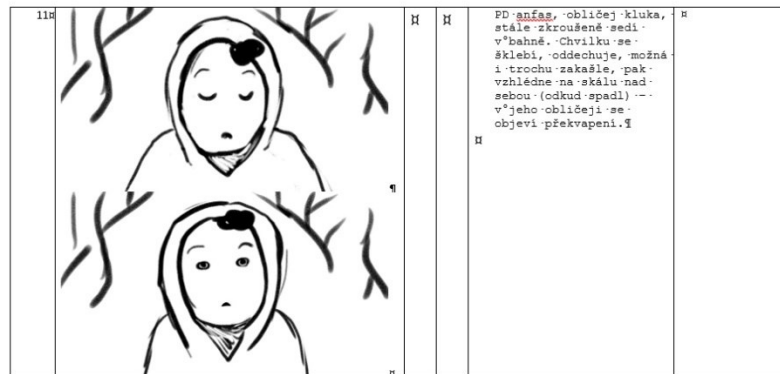 11
PD anfas, obličej kluka,
stále zkroušeně sedí
v°bahně. Chvilku se
šklebí, oddechuje, možná
i trochu zakašle, pak
vzhlédne na skálu nad
sebou (odkud spadl) –
v°jeho obličeji se
objeví překvapení.¶